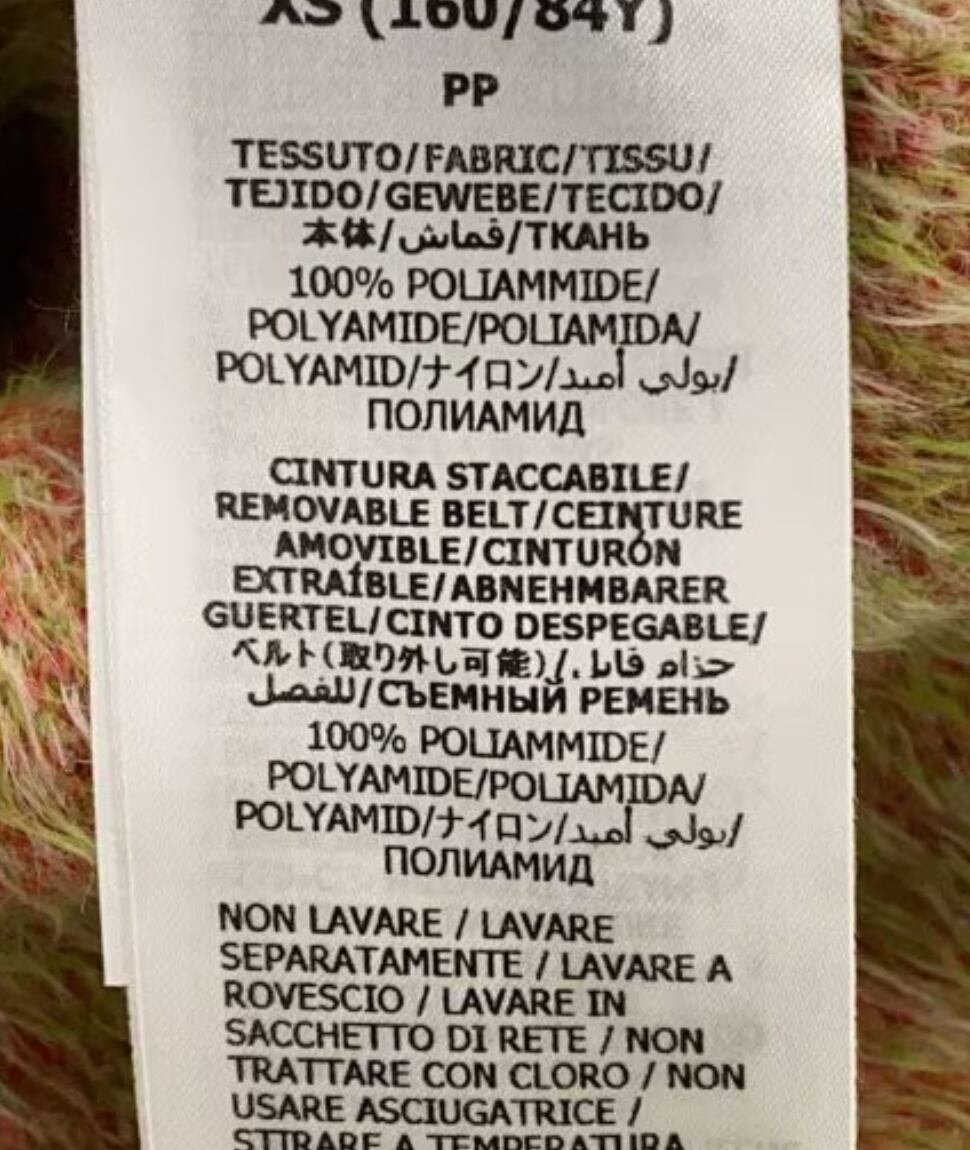 XS (160/84Y)
PP
TESSUTO/FABRIC/TISSU/
TEJIDO/GEWEBE/TECIDO/
本体/قماش/ТКАНЬ
100% POLIAMMIDE/
POLYAMIDE/POLIAMIDA/
POLYAMID/ナイロン/بولي أميد/
ПОЛИАМИД
CINTURA STACCABILE/
REMOVABLE BELT/CEINTURE
AMOVIBLE/CINTURÓN
EXTRAÍBLE/ABNEHMBARER
GUERTEL/CINTO DESPEGABLE/
ベルト(取り外し可能)/حزام قابل
للفصل/СЪЕМНЫЙ РЕМЕНЬ
100% POLIAMMIDE/
POLYAMIDE/POLIAMIDA/
POLYAMID/ナイロン/بولي أميد/
ПОЛИАМИД
NON LAVARE / LAVARE
SEPARATAMENTE / LAVARE A
ROVESCIO / LAVARE IN
SACCHETTO DI RETE / NON
TRATTARE CON CLORO / NON
USARE ASCIUGATRICE /
STIRARE A TEMPERATURA